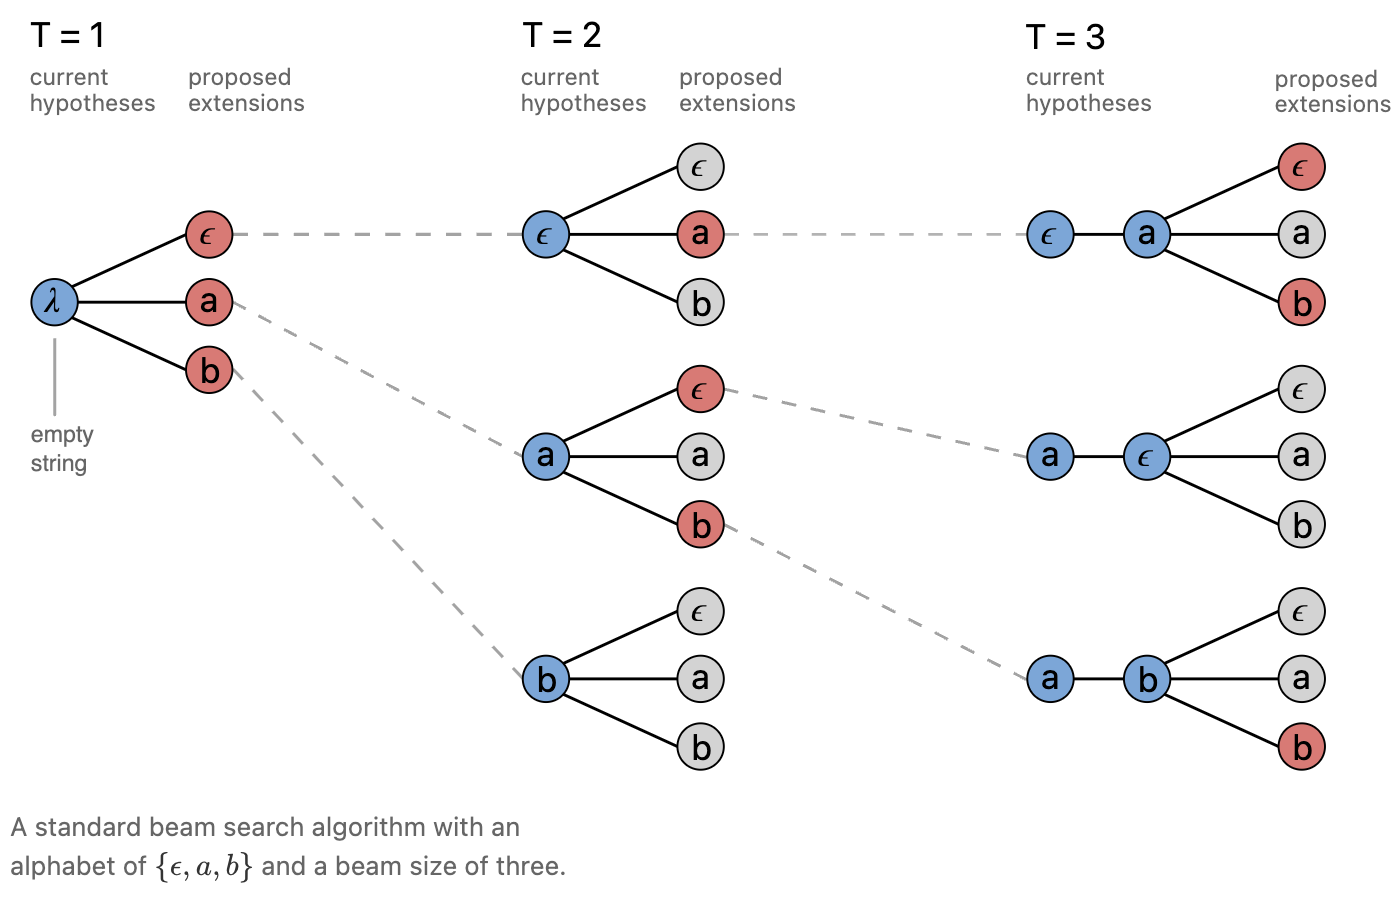 T = 1
T = 2
T = 3
current
hypotheses
proposed
extensions
current
hypotheses
proposed
extensions
current
hypotheses
proposed
extensions
λ
ϵ
a
b
empty
string
ϵ
ϵ
a
b
a
ϵ
a
b
b
ϵ
a
b
ϵ a
ϵ
a
b
a ϵ
ϵ
a
b
a b
ϵ
a
b
A standard beam search algorithm with an
alphabet of {ϵ, a, b} and a beam size of three.